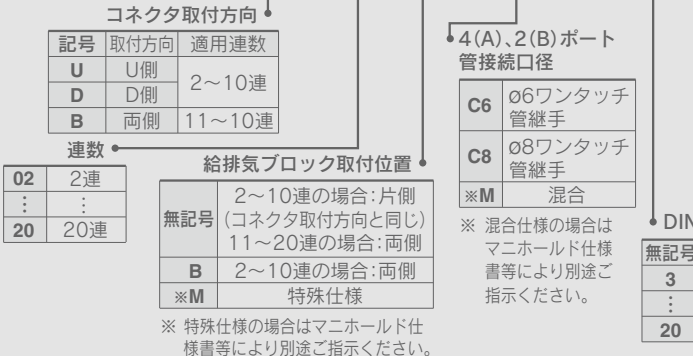 コネクタ取付方向
記号 取付方向 適用連数
U U側 2〜10連
D D側
B 両側 11〜10連
連数
02 2連
⋮ ⋮
20 20連
給排気ブロック取付位置
無記号 2〜10連の場合:片側
(コネクタ取付方向と同じ)
11〜20連の場合:両側
B 2〜10連の場合:両側
※M 特殊仕様
※ 特殊仕様の場合はマニホールド仕
様書等により別途ご指示ください。
4(A)、2(B)ポート
管接続口径
C6 ø6ワンタッチ
管継手
C8 ø8ワンタッチ
管継手
※M 混合
※ 混合仕様の場合は
マニホールド仕様
書等により別途ご
指示ください。
DIN
無記号
3
⋮
20